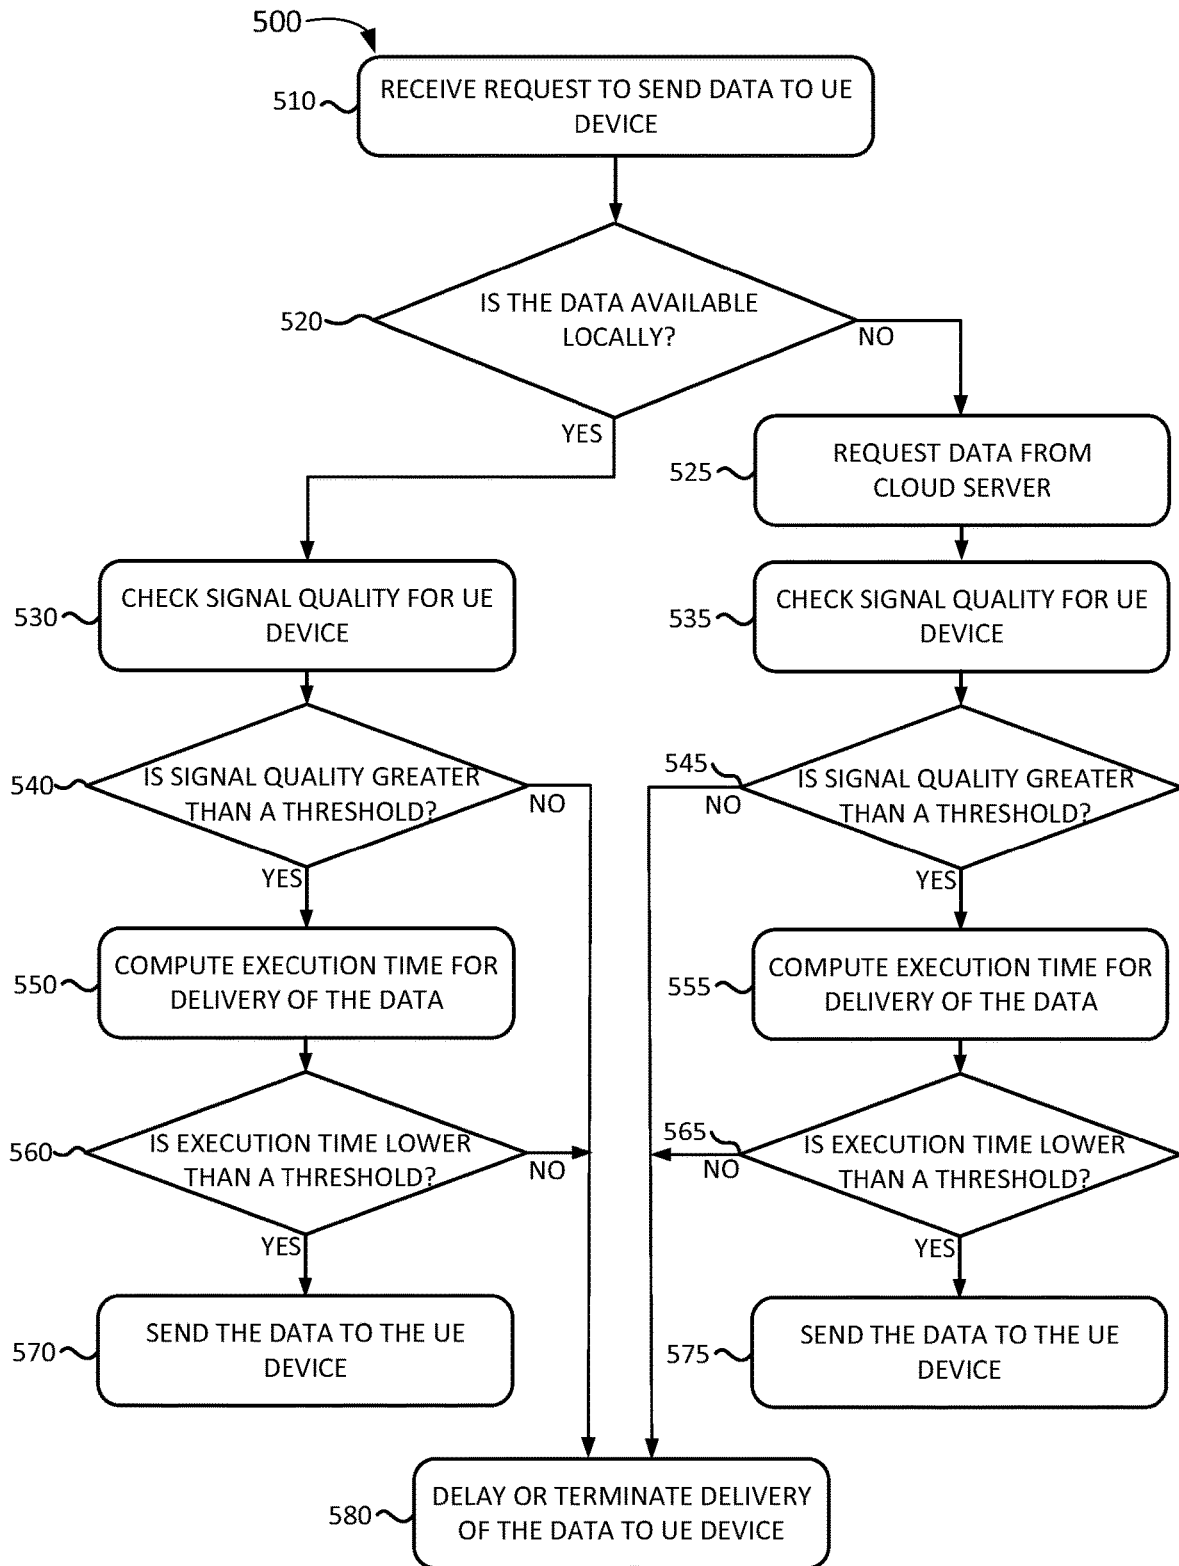 500
510
RECEIVE REQUEST TO SEND DATA TO UE
DEVICE
520
IS THE DATA AVAILABLE
LOCALLY?
NO
YES
525
REQUEST DATA FROM
CLOUD SERVER
530
CHECK SIGNAL QUALITY FOR UE
DEVICE
535
CHECK SIGNAL QUALITY FOR UE
DEVICE
540
IS SIGNAL QUALITY GREATER
THAN A THRESHOLD?
NO
YES
545
IS SIGNAL QUALITY GREATER
THAN A THRESHOLD?
NO
YES
550
COMPUTE EXECUTION TIME FOR
DELIVERY OF THE DATA
555
COMPUTE EXECUTION TIME FOR
DELIVERY OF THE DATA
560
IS EXECUTION TIME LOWER
THAN A THRESHOLD?
NO
YES
565
IS EXECUTION TIME LOWER
THAN A THRESHOLD?
NO
YES
570
SEND THE DATA TO THE UE
DEVICE
575
SEND THE DATA TO THE UE
DEVICE
580
DELAY OR TERMINATE DELIVERY
OF THE DATA TO UE DEVICE